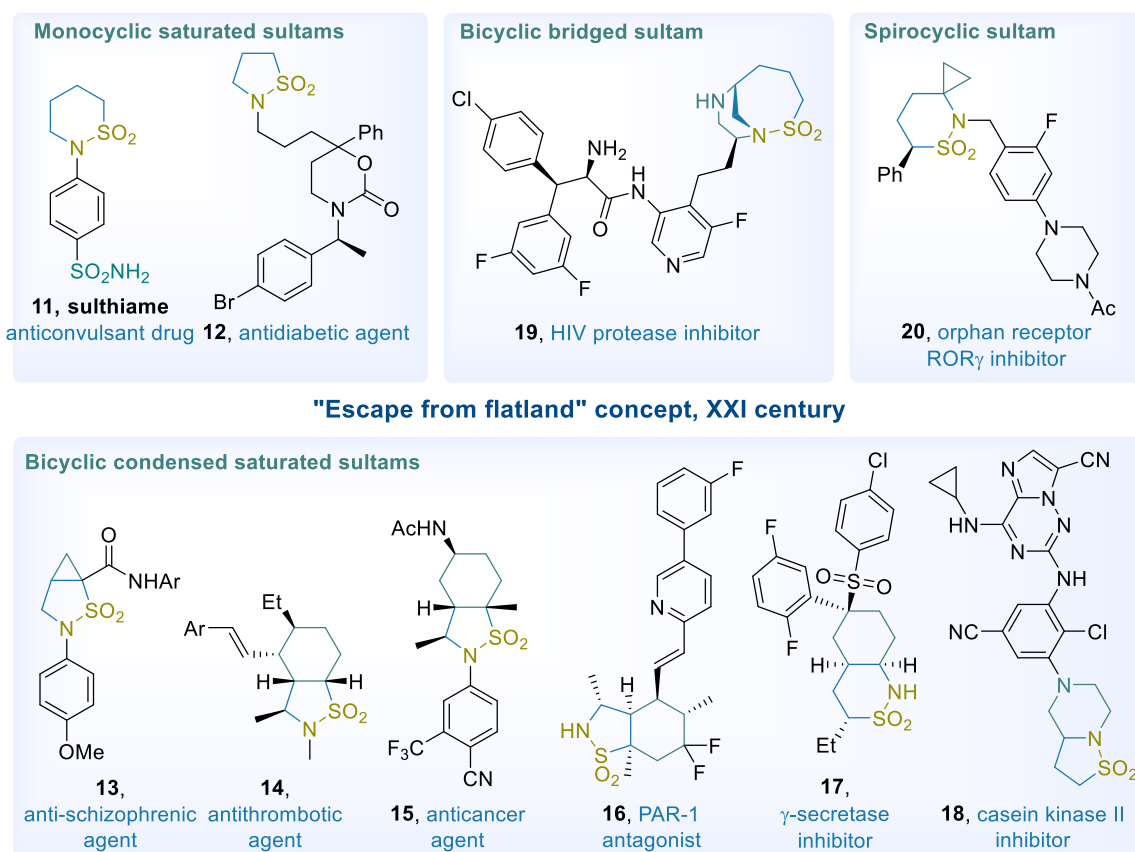 Monocyclic saturated sultams
SO2
N
Ph
O
N
O
Br
SO2
N
SO2NH2
11, sulthiame
anticonvulsant drug
12, antidiabetic agent
Bicyclic bridged sultam
Cl
HN
N
SO2
NH2
H
N
O
F
N
F
F
19, HIV protease inhibitor
Spirocyclic sultam
N
SO2
Ph
F
N
N
Ac
20, orphan receptor
RORγ inhibitor
"Escape from flatland" concept, XXI century
Bicyclic condensed saturated sultams
O
NHAr
SO2
N
OMe
13,
anti-schizophrenic
agent
Et
Ar
H
H
SO2
N
14,
antithrombotic
agent
AcHN
H
SO2
N
F3C
CN
15, anticancer
agent
F
N
H
HN
S
O2
F
F
16, PAR-1
antagonist
Cl
F
O
S
O
F
H
H
NH
SO2
Et
17,
γ-secretase
inhibitor
N
CN
N
HN
N
N
NH
NC
Cl
N
N
SO2
18, casein kinase II
inhibitor